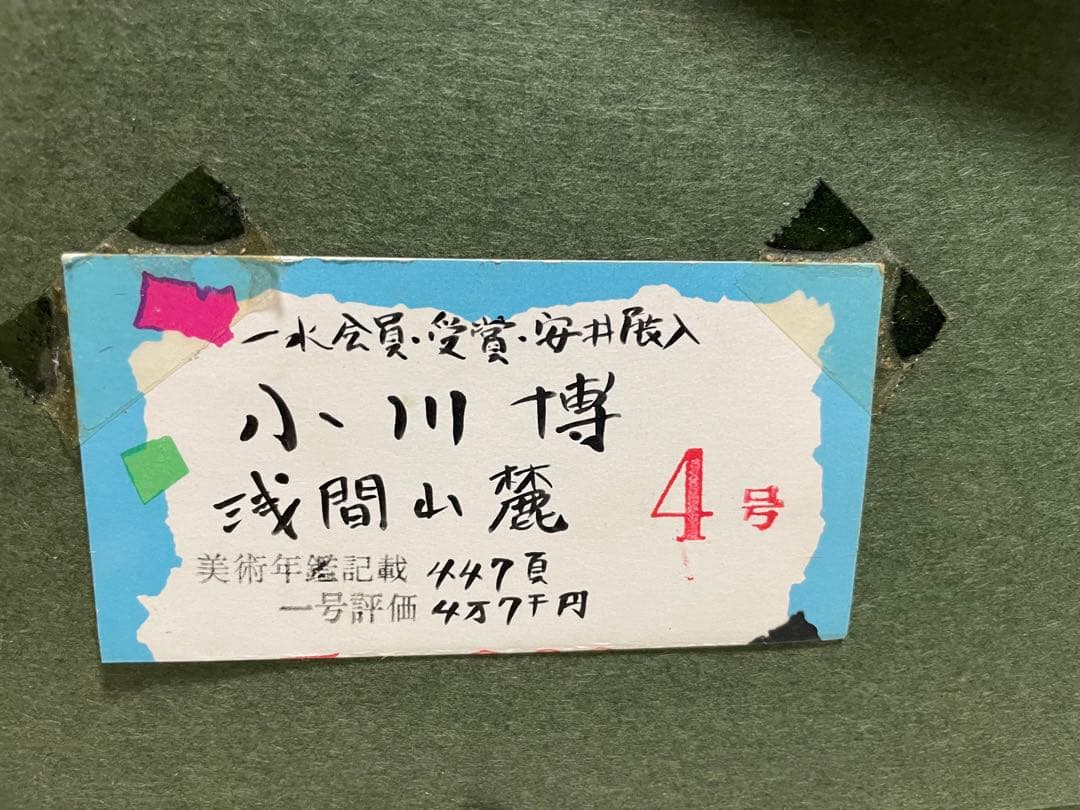 一水会員・受賞・安井展入
小川 博
浅間山麓
4号
美術年鑑記載 447頁
一号評価 4万7千円